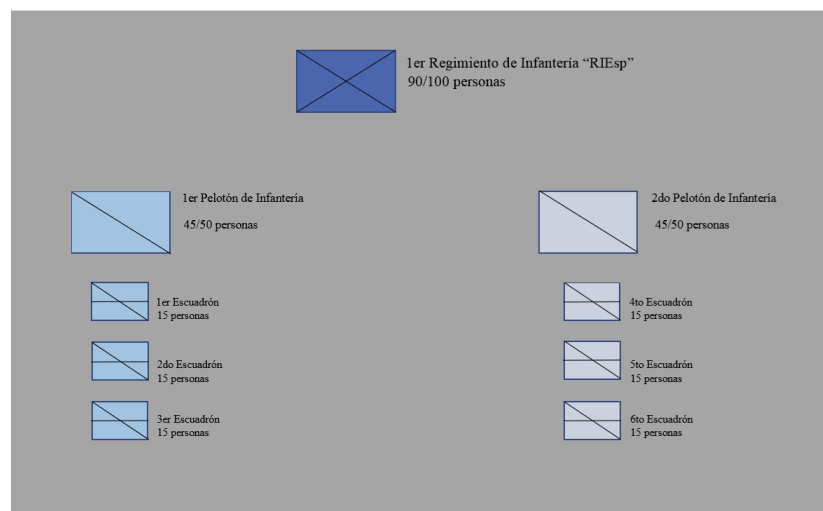 1er Regimiento de Infantería “RIEsp”
90/100 personas
1er Pelotón de Infantería
45/50 personas
1er Escuadrón
15 personas
2do Escuadrón
15 personas
3er Escuadrón
15 personas
2do Pelotón de Infantería
45/50 personas
4to Escuadrón
15 personas
5to Escuadrón
15 personas
6to Escuadrón
15 personas